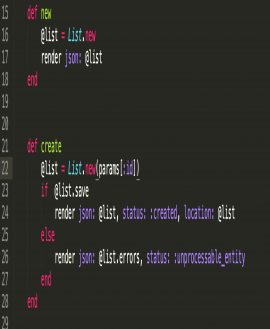 15 def new
16 @list = List.new
17 render json: @list
18 end
19
20
21 def create
22 @list = List.new(params[:id])
23 if @list.save
24 render json: @list, status: :created, location: @list
25 else
26 render json: @list.errors, status: :unprocessable_entity
27 end
28 end
29